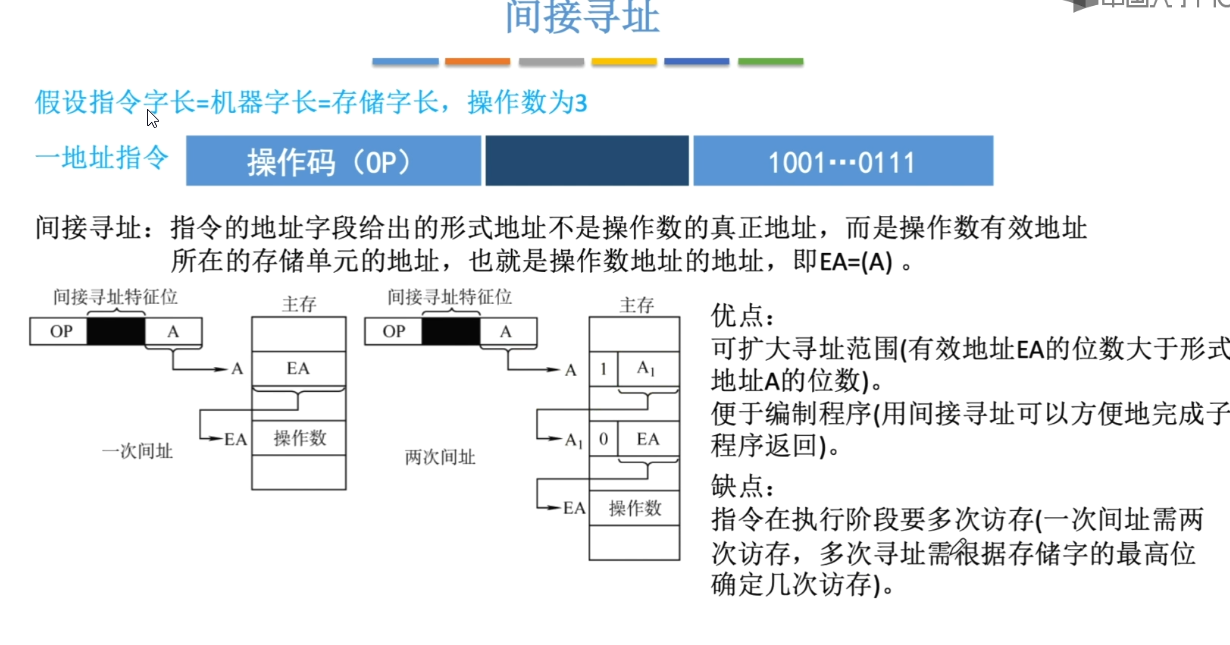 间接寻址
假设指令字长=机器字长=存储字长，操作数为3
一地址指令 操作码（OP） 1001···0111
间接寻址：指令的地址字段给出的形式地址不是操作数的真正地址，而是操作数有效地址
所在的存储单元的地址，也就是操作数地址的地址，即EA=(A) 。
间接寻址特征位
主存
OP A
A EA
EA 操作数
一次间址
间接寻址特征位
主存
OP A
A 1 A1
A1 0 EA
EA 操作数
两次间址
优点：
可扩大寻址范围(有效地址EA的位数大于形式
地址A的位数)。
便于编制程序(用间接寻址可以方便地完成子
程序返回)。
缺点：
指令在执行阶段要多次访存(一次间址需两
次访存，多次寻址需根据存储字的最高位
确定几次访存)。